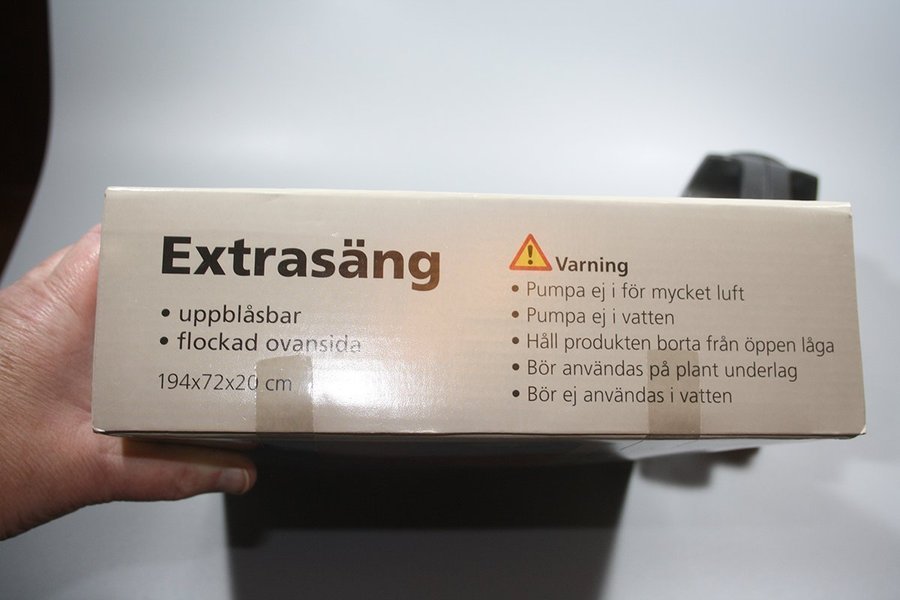 Extrasäng
• uppblåsbar
• flockad ovansida
194x72x20 cm
Varning
• Pumpa ej i för mycket luft
• Pumpa ej i vatten
• Håll produkten borta från öppen låga
• Bör användas på plant underlag
• Bör ej användas i vatten